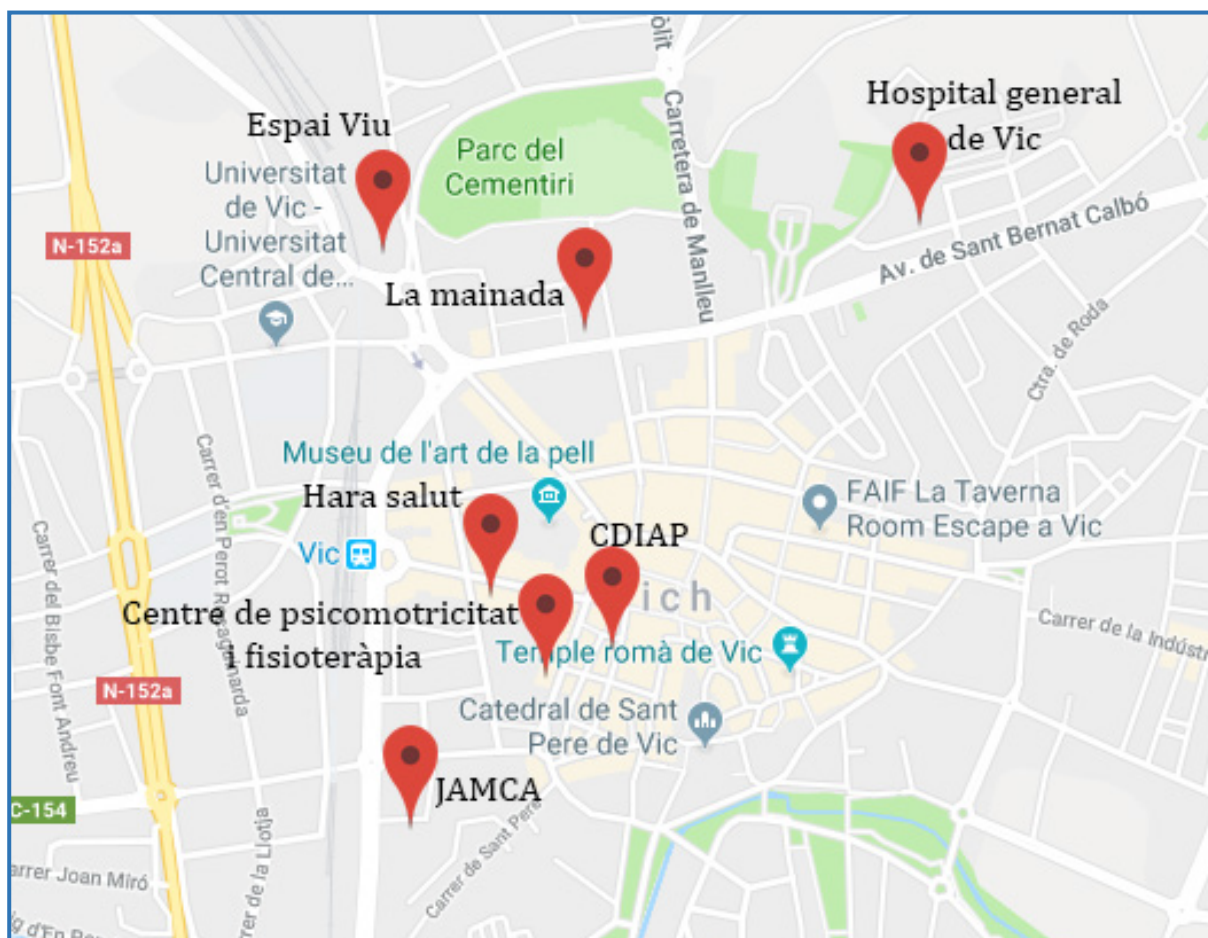 òlit
Carretera de Manlleu
Hospital general
de Vic
Espai Viu
Parc del
Cementiri
Universitat
de Vic -
Universitat
Central de...
N-152a
La mainada
Av. de Sant Bernat Calbó
Ctra. de Roda
Museu de l'art de la pell
Hara salut
FAIF La Taverna
Room Escape a Vic
Carrer d'en Perot Rocaguinarda
Carrer del Bisbe Font Andreu
Vic
CDIAP
ich
Centre de psicomotricitat
i fisioteràpia
Temple romà de Vic
Carrer de la Indústr
N-152a
Catedral de Sant
Pere de Vic
JAMCA
C-154
Carrer de Sant Pere
arrer Joan Miró
rer de la Llotja